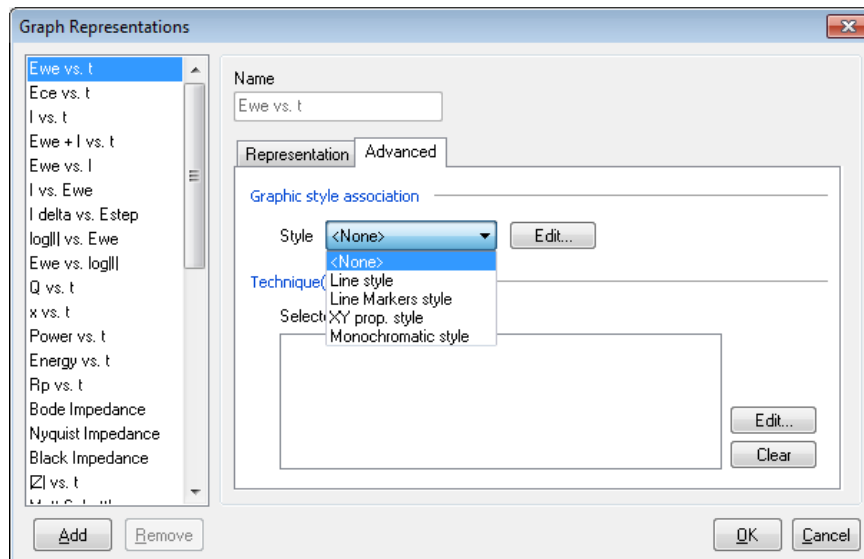 Graph Representations
Ewe vs. t
Ece vs. t
I vs. t
Ewe + I vs. t
Ewe vs. I
I vs. Ewe
I delta vs. Estep
log|I| vs. Ewe
Ewe vs. log|I|
Q vs. t
x vs. t
Power vs. t
Energy vs. t
Rp vs. t
Bode Impedance
Nyquist Impedance
Black Impedance
|Z| vs. t
Add
Remove
Name
Ewe vs. t
Representation
Advanced
Graphic style association
Style
<None>
Edit...
<None>
Line style
Line Markers style
XY prop. style
Monochromatic style
Technique(
Selecte
Edit...
Clear
OK
Cancel